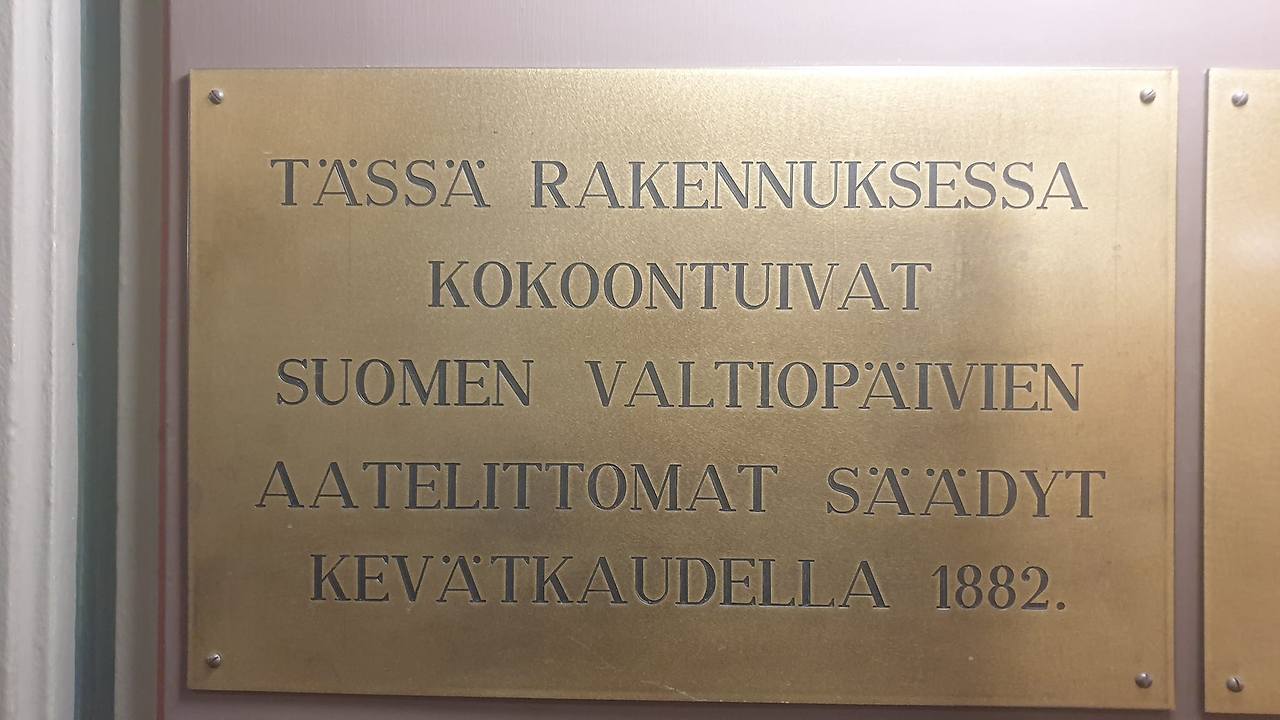 TÄSSÄ RAKENNUKSESSA
KOKOONTUIVAT
SUOMEN VALTIOPÄIVIEN
AATELITTOMAT SÄÄDYT
KEVÄTKAUDELLA 1882.